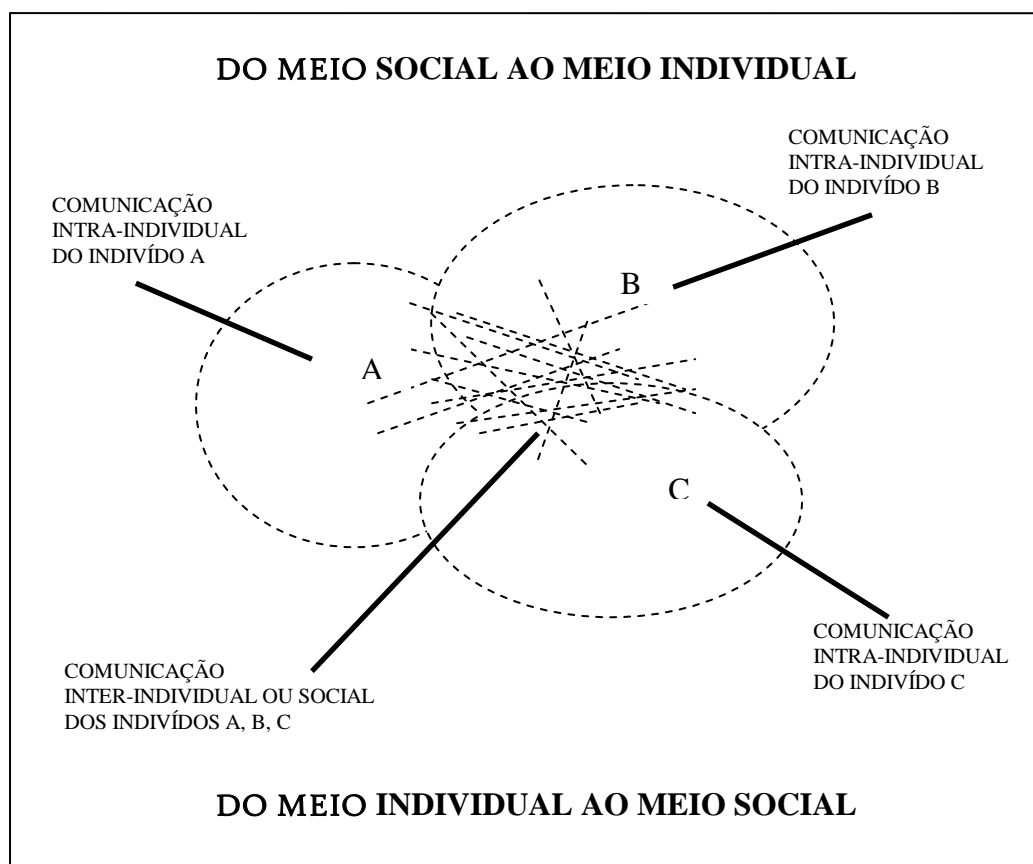 DO MEIO SOCIAL AO MEIO INDIVIDUAL
COMUNICAÇÃO
INTRA-INDIVIDUAL
DO INDIVÍDO B
COMUNICAÇÃO
INTRA-INDIVIDUAL
DO INDIVÍDO A
B
A
C
COMUNICAÇÃO
INTRA-INDIVIDUAL
DO INDIVÍDO C
COMUNICAÇÃO
INTER-INDIVIDUAL OU SOCIAL
DOS INDIVÍDOS A, B, C
DO MEIO INDIVIDUAL AO MEIO SOCIAL